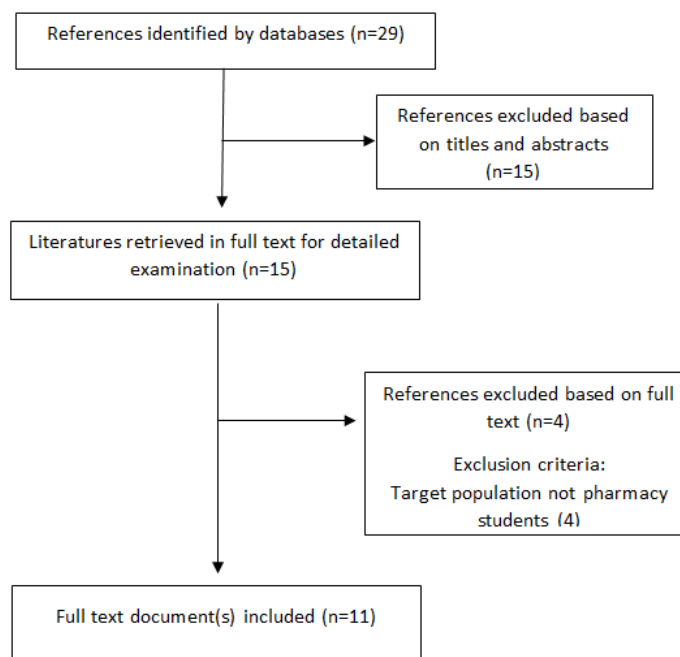 References identified by databases (n=29)
References excluded based
on titles and abstracts
(n=15)
Literatures retrieved in full text for detailed
examination (n=15)
References excluded based on full
text (n=4)
Exclusion criteria:
Target population not pharmacy
students (4)
Full text document(s) included (n=11)